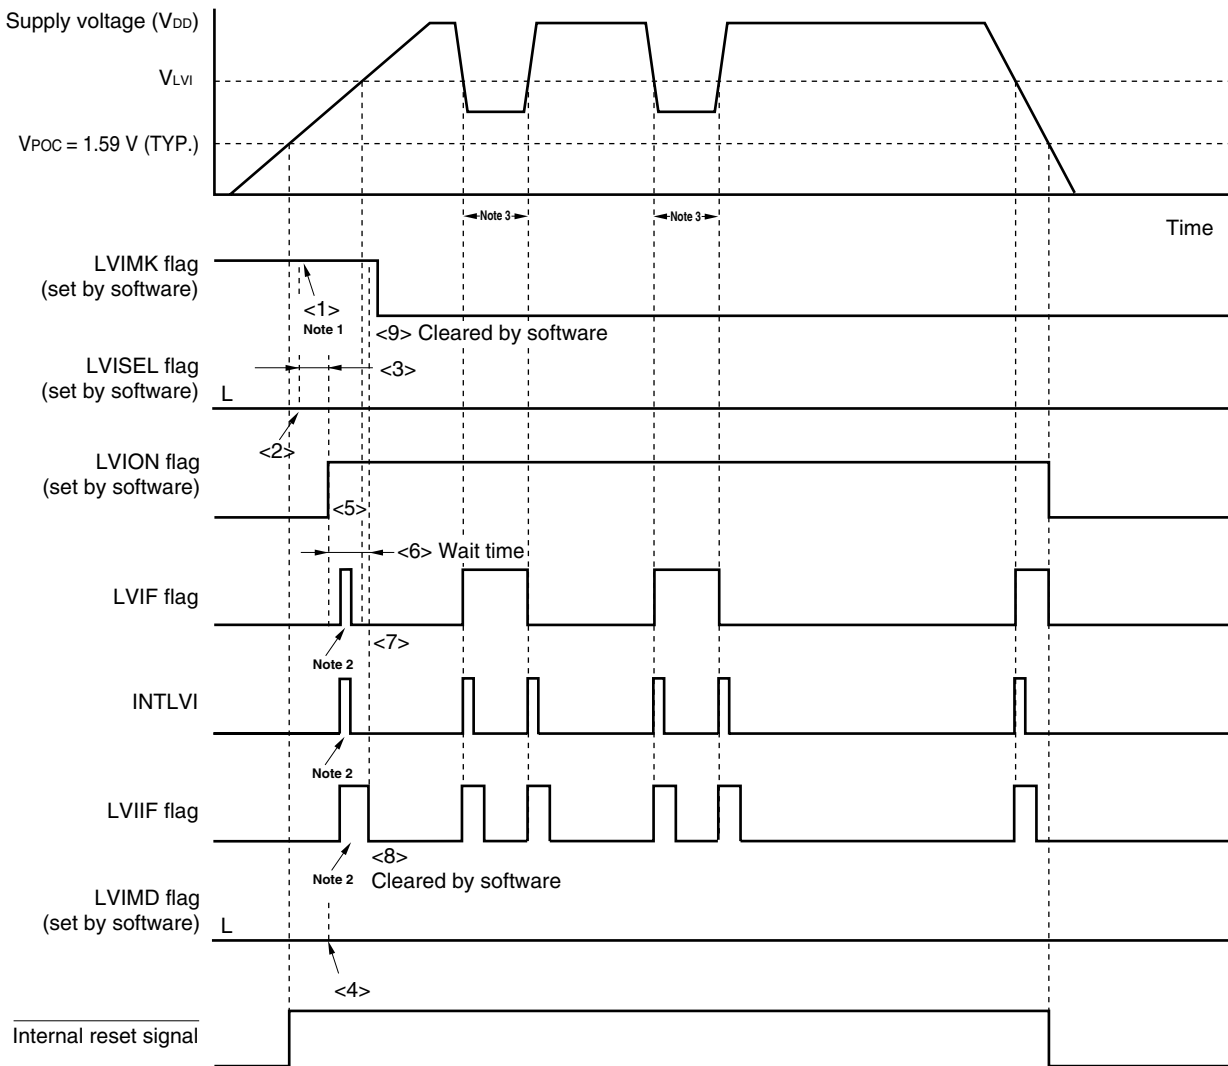 Supply voltage (VDD)
VLVI
VPOC = 1.59 V (TYP.)
Note 3
Note 3
Time
LVIMK flag
(set by software)
<1>
Note 1
<9> Cleared by software
LVISEL flag
(set by software)
L
<3>
<2>
LVION flag
(set by software)
<5>
<6> Wait time
LVIF flag
<7>
Note 2
INTLVI
Note 2
LVIIF flag
<8>
Note 2
Cleared by software
LVIMD flag
(set by software)
L
<4>
Internal reset signal